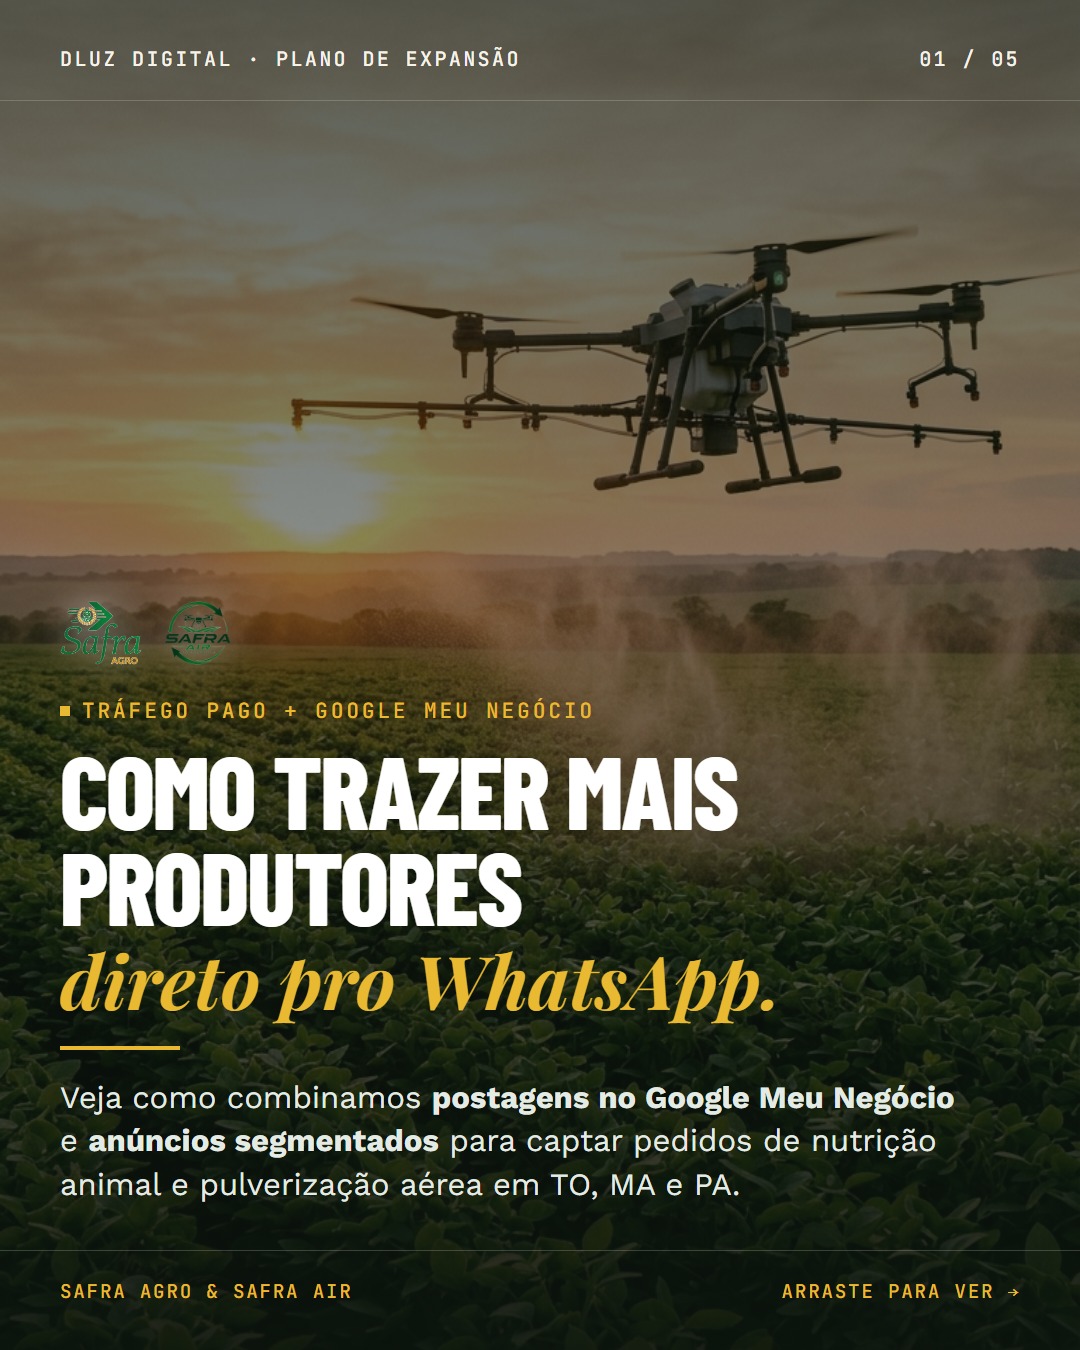 DLUZ DIGITAL · PLANO DE EXPANSÃO
01 / 05
Safra
AGRO
SAFRA
AIR
TRÁFEGO PAGO + GOOGLE MEU NEGÓCIO
COMO TRAZER MAIS
PRODUTORES
direto pro WhatsApp.
Veja como combinamos postagens no Google Meu Negócio
e anúncios segmentados para captar pedidos de nutrição
animal e pulverização aérea em TO, MA e PA.
SAFRA AGRO & SAFRA AIR
ARRASTE PARA VER →